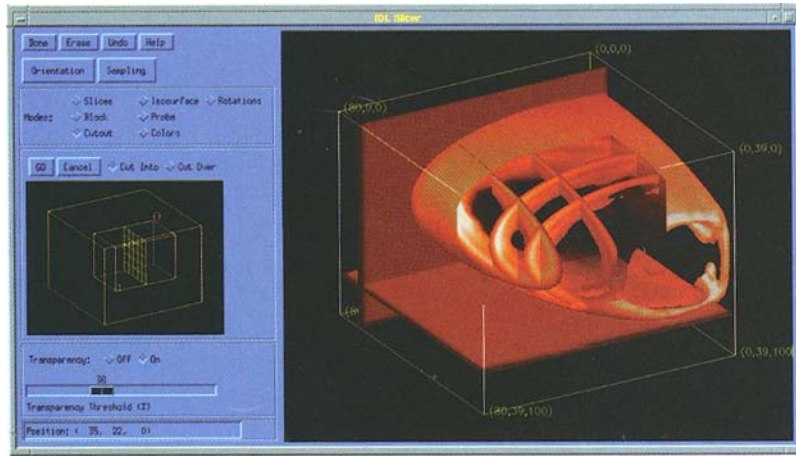 IDL Slicer
Done Erase Undo Help
Orientation Sampling
Modes:
Slices Isosurface Rotations
Block Probe
Cutout Colors
GO Cancel Cut Into Cut Over
Transparency: Off On
Transparency Threshold (%)
Position: ( 35, 22, 0)
(0,0,0)
(80,0,0)
(0,39,0)
(0,39,100
(80,39,100)